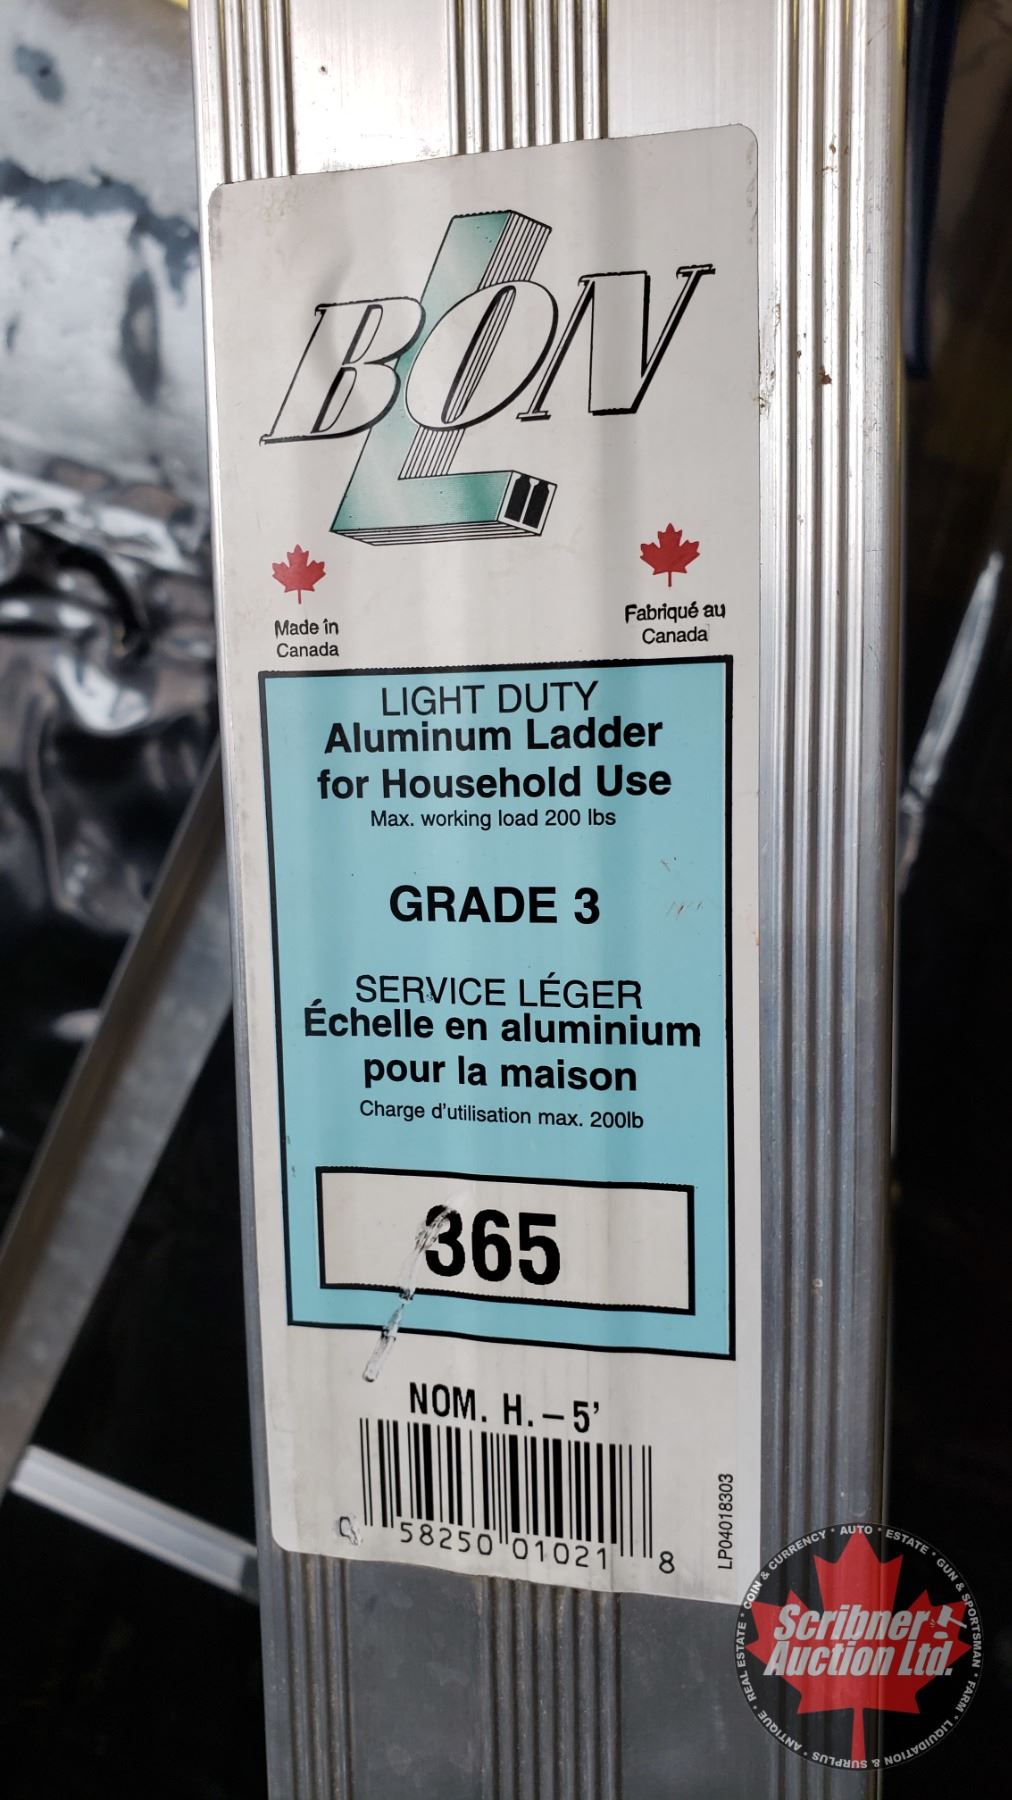 BON
L
Made in
Canada
Fabriqué au
Canada
LIGHT DUTY
Aluminum Ladder
for Household Use
Max. working load 200 lbs
GRADE 3
SERVICE LÉGER
Échelle en aluminium
pour la maison
Charge d'utilisation max. 200lb
365
NOM. H. – 5'
0 58250 01021 8
LP04018303
Scribner
Auction Ltd.
ANTIQUE * REAL ESTATE * COIN & CURRENCY * AUTO * ESTATE * GUN & SPORTSMAN * FARM * LIQUIDATION & SURPLUS *